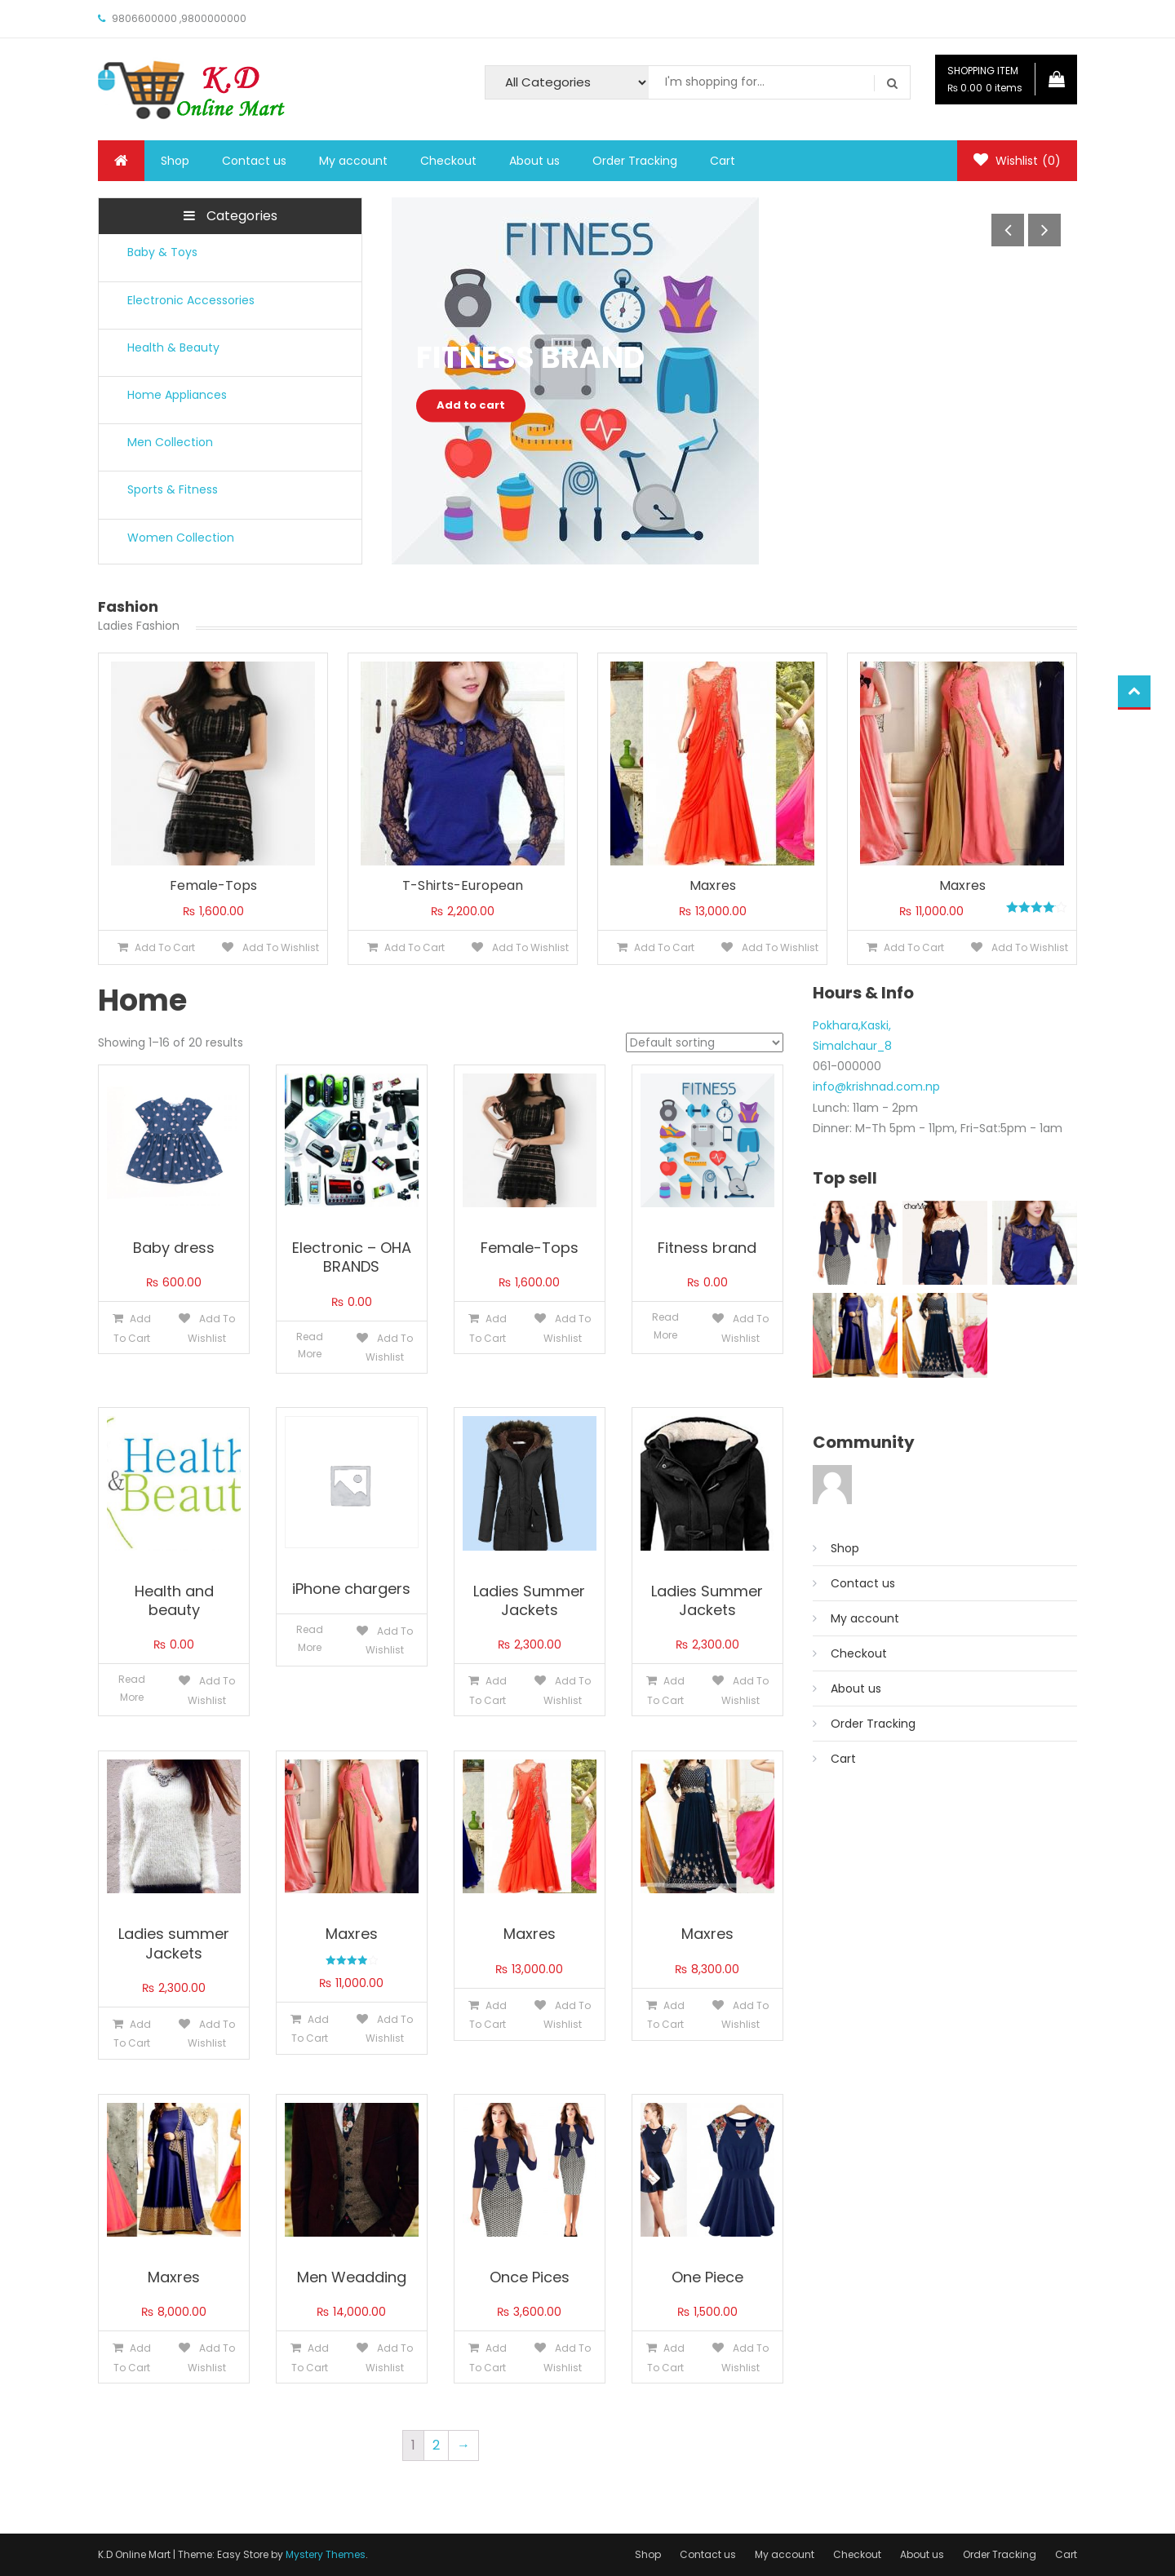 9806600000 ,9800000000
K.D
Online Mart
All Categories
I'm shopping for...
SHOPPING ITEM
₨ 0.00 0 items
Shop Contact us My account Checkout About us Order Tracking Cart
Wishlist (0)
Categories
Baby & Toys
Electronic Accessories
Health & Beauty
Home Appliances
Men Collection
Sports & Fitness
Women Collection
FITNESS
FITNESS BRAND
Add to cart
Fashion
Ladies Fashion
Female-Tops
₨ 1,600.00
Add To Cart Add To Wishlist
T-Shirts-European
₨ 2,200.00
Add To Cart Add To Wishlist
Maxres
₨ 13,000.00
Add To Cart Add To Wishlist
Maxres
₨ 11,000.00
Add To Cart Add To Wishlist
Home
Showing 1–16 of 20 results
Default sorting
Baby dress
₨ 600.00
Add To Cart
Add To Wishlist
Electronic – OHA
BRANDS
₨ 0.00
Read More
Add To Wishlist
Female-Tops
₨ 1,600.00
Add To Cart
Add To Wishlist
FITNESS
Fitness brand
₨ 0.00
Read More
Add To Wishlist
Health
& Beaut
Health and
beauty
₨ 0.00
Read More
Add To Wishlist
iPhone chargers
Read More
Add To Wishlist
Ladies Summer
Jackets
₨ 2,300.00
Add To Cart
Add To Wishlist
Ladies Summer
Jackets
₨ 2,300.00
Add To Cart
Add To Wishlist
Ladies summer
Jackets
₨ 2,300.00
Add To Cart
Add To Wishlist
Maxres
₨ 11,000.00
Add To Cart
Add To Wishlist
Maxres
₨ 13,000.00
Add To Cart
Add To Wishlist
Maxres
₨ 8,300.00
Add To Cart
Add To Wishlist
Maxres
₨ 8,000.00
Add To Cart
Add To Wishlist
Men Weadding
₨ 14,000.00
Add To Cart
Add To Wishlist
Once Pices
₨ 3,600.00
Add To Cart
Add To Wishlist
One Piece
₨ 1,500.00
Add To Cart
Add To Wishlist
1 2 →
Hours & Info
Pokhara,Kaski,
Simalchaur_8
061-000000
info@krishnad.com.np
Lunch: 11am - 2pm
Dinner: M-Th 5pm - 11pm, Fri-Sat:5pm - 1am
Top sell
Community
Shop
Contact us
My account
Checkout
About us
Order Tracking
Cart
K.D Online Mart | Theme: Easy Store by Mystery Themes.
Shop Contact us My account Checkout About us Order Tracking Cart